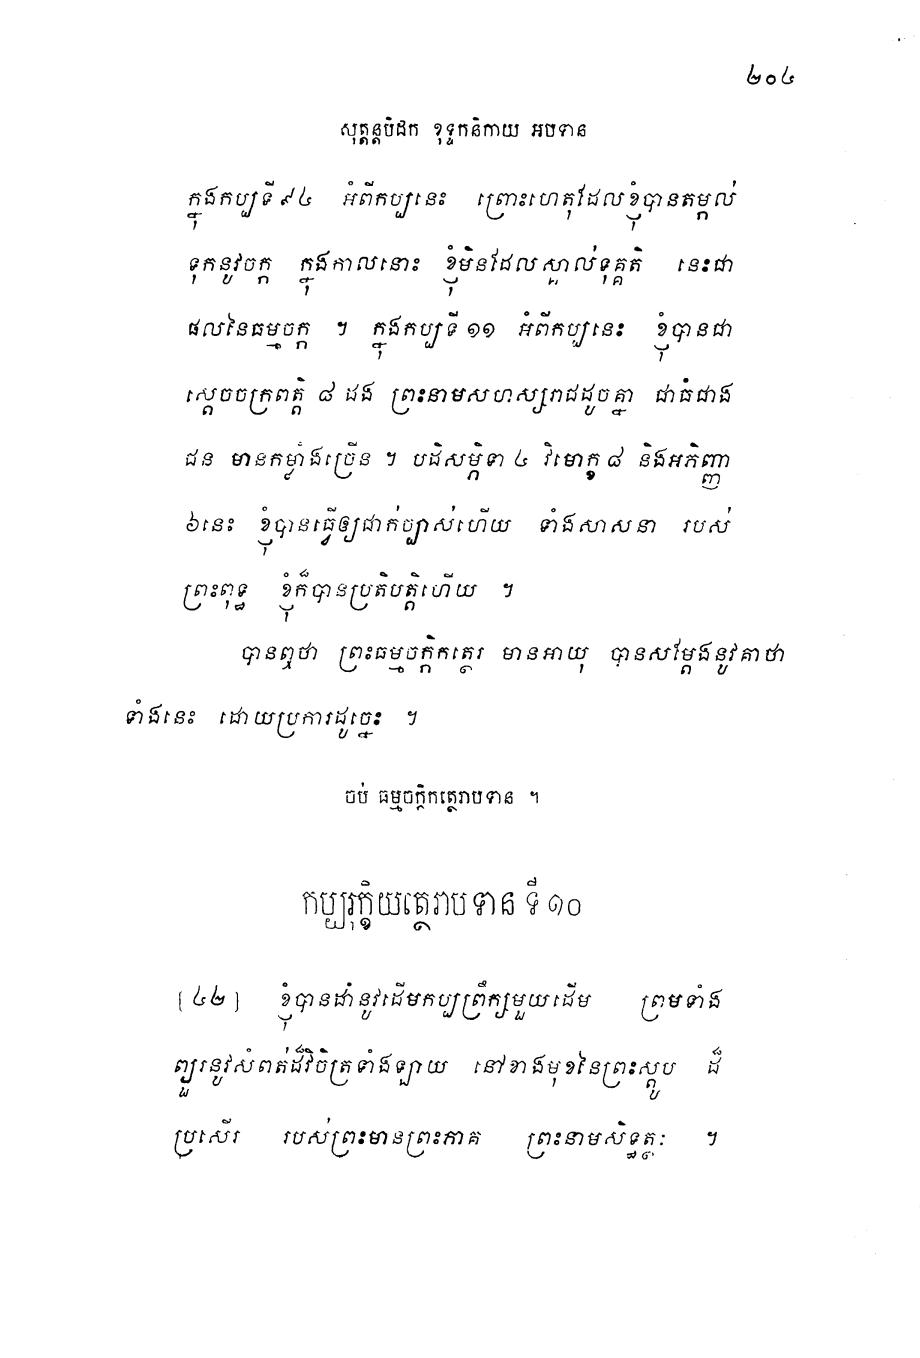 ២០៤
សុត្តន្តបិដក ខុទ្ទកនិកាយ អបទាន
ក្នុងកប្បទី ៩៤ អំពីកប្បនេះ ព្រោះហេតុដែលខ្ញុំបានតម្កល់
ទុកនូវចក្ក ក្នុងកាលនោះ ខ្ញុំមិនដែលស្គាល់ទុគ្គតិ នេះជា
ផលនៃធម្មចក្ក ។ ក្នុងកប្បទី ១១ អំពីកប្បនេះ ខ្ញុំបានជា
ស្តេចចក្រពត្តិ ៨ ដង ព្រះនាមសហស្សរាជដូចគ្នា ជាធំជាង
ជន មានកម្លាំងច្រើន ។ បដិសម្ភិទា ៤ វិមោក្ខ ៨ និងអភិញ្ញា
៦នេះ ខ្ញុំបានធ្វើឲ្យជាក់ច្បាស់ហើយ ទាំងសាសនា របស់
ព្រះពុទ្ធ ខ្ញុំក៏បានប្រតិបត្តិហើយ ។
បានឮថា ព្រះធម្មចក្កិកត្ថេរ មានអាយុ បានសម្តែងនូវគាថា
ទាំងនេះ ដោយប្រការដូច្នេះ ។
ចប់ ធម្មចក្កិកត្ថេរាបទាន ។
កប្បរុក្ខិយត្ថេរាបទាន ទី ១០
[៤២] ខ្ញុំបានដាំនូវដើមកប្បព្រឹក្សមួយដើម ព្រមទាំង
ព្យួរនូវសំពត់ដ៏វិចិត្រទាំងឡាយ នៅខាងមុខនៃព្រះស្តូប ដ៏
ប្រសើរ របស់ព្រះមានព្រះភាគ ព្រះនាមសិទ្ធត្ថៈ ។